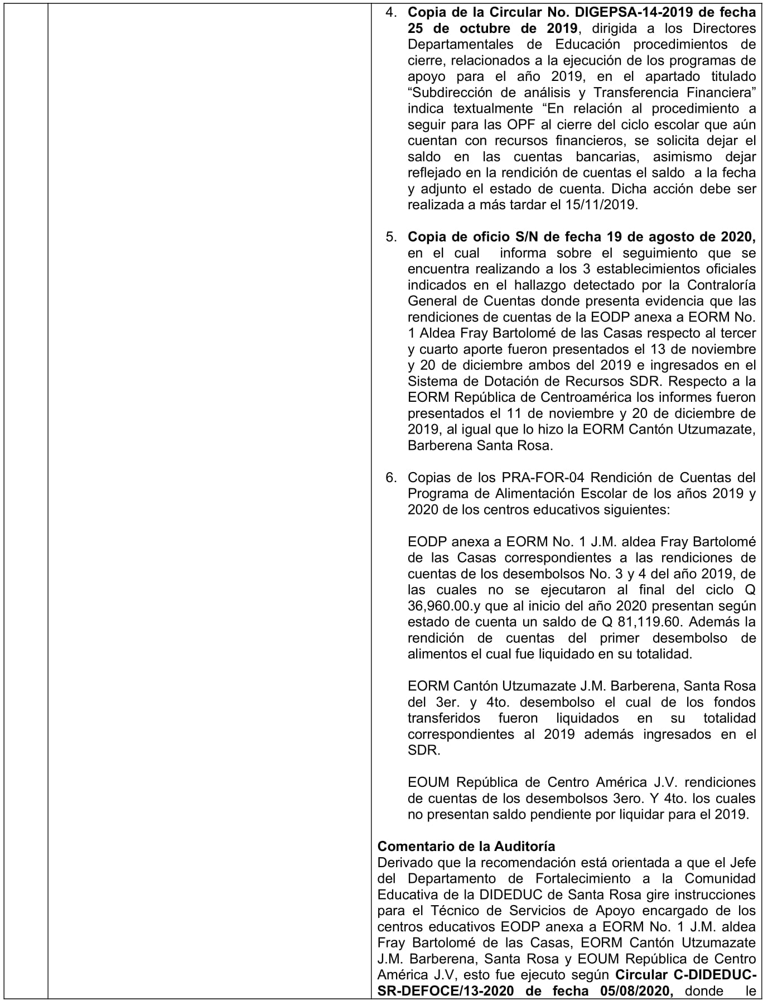 4. Copia de la Circular No. DIGEPSA-14-2019 de fecha
25 de octubre de 2019, dirigida a los Directores
Departamentales de Educación procedimientos de
cierre, relacionados a la ejecución de los programas de
apoyo para el año 2019, en el apartado titulado
“Subdirección de análisis y Transferencia Financiera”
indica textualmente “En relación al procedimiento a
seguir para las OPF al cierre del ciclo escolar que aún
cuentan con recursos financieros, se solicita dejar el
saldo en las cuentas bancarias, asimismo dejar
reflejado en la rendición de cuentas el saldo a la fecha
y adjunto el estado de cuenta. Dicha acción debe ser
realizada a más tardar el 15/11/2019.
5. Copia de oficio S/N de fecha 19 de agosto de 2020,
en el cual informa sobre el seguimiento que se
encuentra realizando a los 3 establecimientos oficiales
indicados en el hallazgo detectado por la Contraloría
General de Cuentas donde presenta evidencia que las
rendiciones de cuentas de la EODP anexa a EORM No.
1 Aldea Fray Bartolomé de las Casas respecto al tercer
y cuarto aporte fueron presentados el 13 de noviembre
y 20 de diciembre ambos del 2019 e ingresados en el
Sistema de Dotación de Recursos SDR. Respecto a la
EORM República de Centroamérica los informes fueron
presentados el 11 de noviembre y 20 de diciembre de
2019, al igual que lo hizo la EORM Cantón Utzumazate,
Barberena Santa Rosa.
6. Copias de los PRA-FOR-04 Rendición de Cuentas del
Programa de Alimentación Escolar de los años 2019 y
2020 de los centros educativos siguientes:
EODP anexa a EORM No. 1 J.M. aldea Fray Bartolomé
de las Casas correspondientes a las rendiciones de
cuentas de los desembolsos No. 3 y 4 del año 2019, de
las cuales no se ejecutaron al final del ciclo Q
36,960.00.y que al inicio del año 2020 presentan según
estado de cuenta un saldo de Q 81,119.60. Además la
rendición de cuentas del primer desembolso de
alimentos el cual fue liquidado en su totalidad.
EORM Cantón Utzumazate J.M. Barberena, Santa Rosa
del 3er. y 4to. desembolso el cual de los fondos
transferidos fueron liquidados en su totalidad
correspondientes al 2019 además ingresados en el
SDR.
EOUM República de Centro América J.V. rendiciones
de cuentas de los desembolsos 3ero. Y 4to. los cuales
no presentan saldo pendiente por liquidar para el 2019.
Comentario de la Auditoría
Derivado que la recomendación está orientada a que el Jefe
del Departamento de Fortalecimiento a la Comunidad
Educativa de la DIDEDUC de Santa Rosa gire instrucciones
para el Técnico de Servicios de Apoyo encargado de los
centros educativos EODP anexa a EORM No. 1 J.M. aldea
Fray Bartolomé de las Casas, EORM Cantón Utzumazate
J.M. Barberena, Santa Rosa y EOUM República de Centro
América J.V, esto fue ejecuto según Circular C-DIDEDUC-
SR-DEFOCE/13-2020 de fecha 05/08/2020, donde le